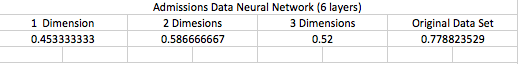 Admissions Data Neural Network (6 layers)
1 Dimension 2 Dimesions 3 Dimensions Original Data Set
0.453333333 0.586666667 0.52 0.778823529